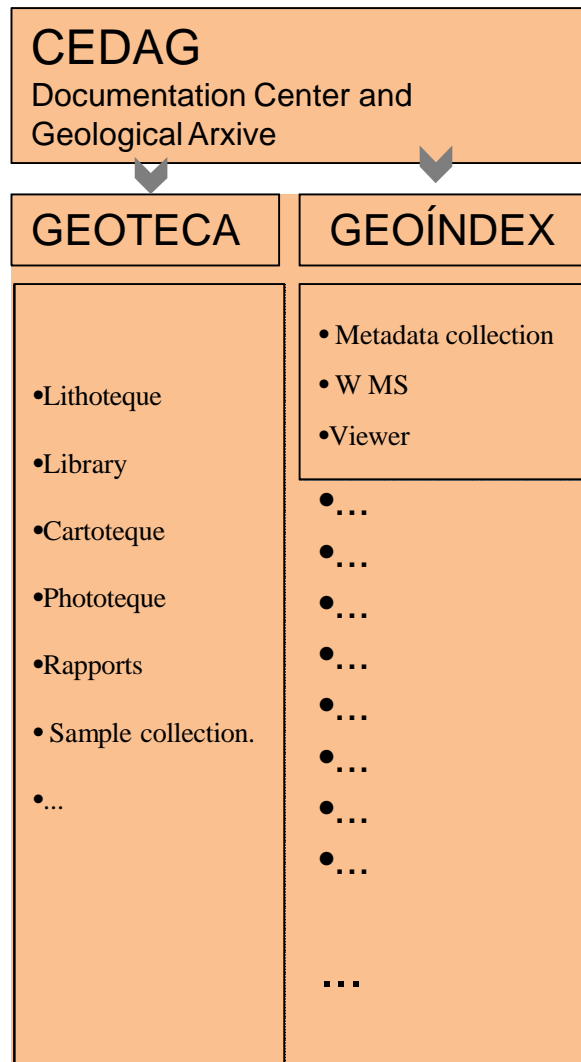 CEDAG
Documentation Center and
Geological Arxive
GEOTECA
GEOÍNDEX
•Lithoteque
•Library
•Cartoteque
•Phototeque
•Rapports
• Sample collection.
•...
• Metadata collection
• W MS
•Viewer
•...
•...
•...
•...
•...
•...
•...
•...
...